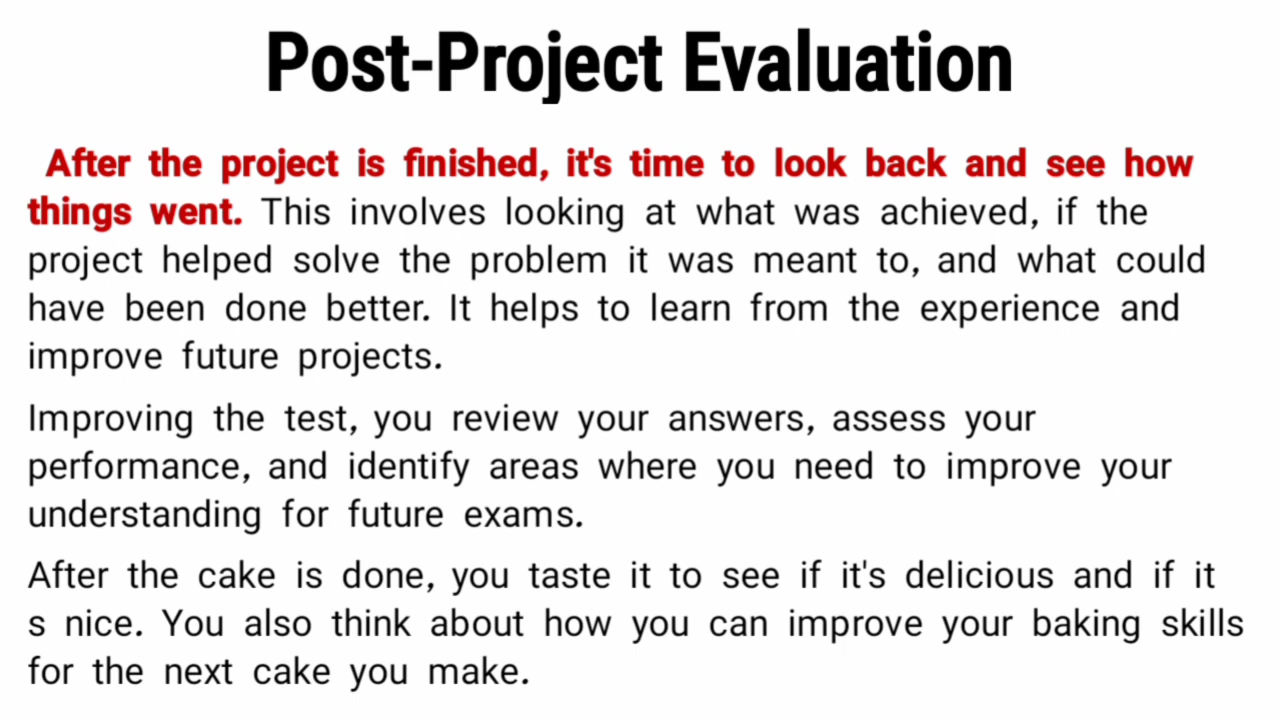 Post-Project Evaluation
After the project is finished, it's time to look back and see how
things went. This involves looking at what was achieved, if the
project helped solve the problem it was meant to, and what could
have been done better. It helps to learn from the experience and
improve future projects.
Improving the test, you review your answers, assess your
performance, and identify areas where you need to improve your
understanding for future exams.
After the cake is done, you taste it to see if it's delicious and if it
s nice. You also think about how you can improve your baking skills
for the next cake you make.